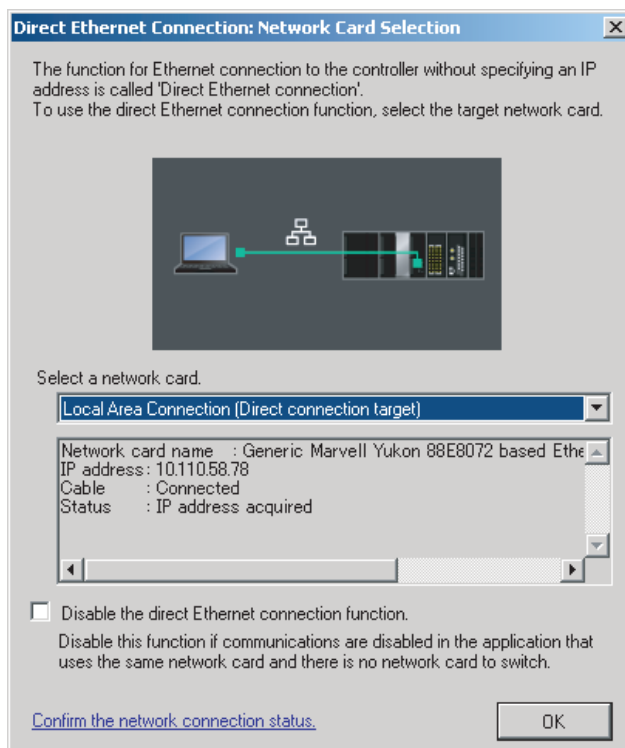 Direct Ethernet Connection: Network Card Selection
The function for Ethernet connection to the controller without specifying an IP
address is called 'Direct Ethernet connection'.
To use the direct Ethernet connection function, select the target network card.
Select a network card.
Local Area Connection (Direct connection target)
Network card name : Generic Marvell Yukon 88E8072 based Ethe
IP address : 10.110.58.78
Cable : Connected
Status : IP address acquired
Disable the direct Ethernet connection function.
Disable this function if communications are disabled in the application that
uses the same network card and there is no network card to switch.
Confirm the network connection status.
OK